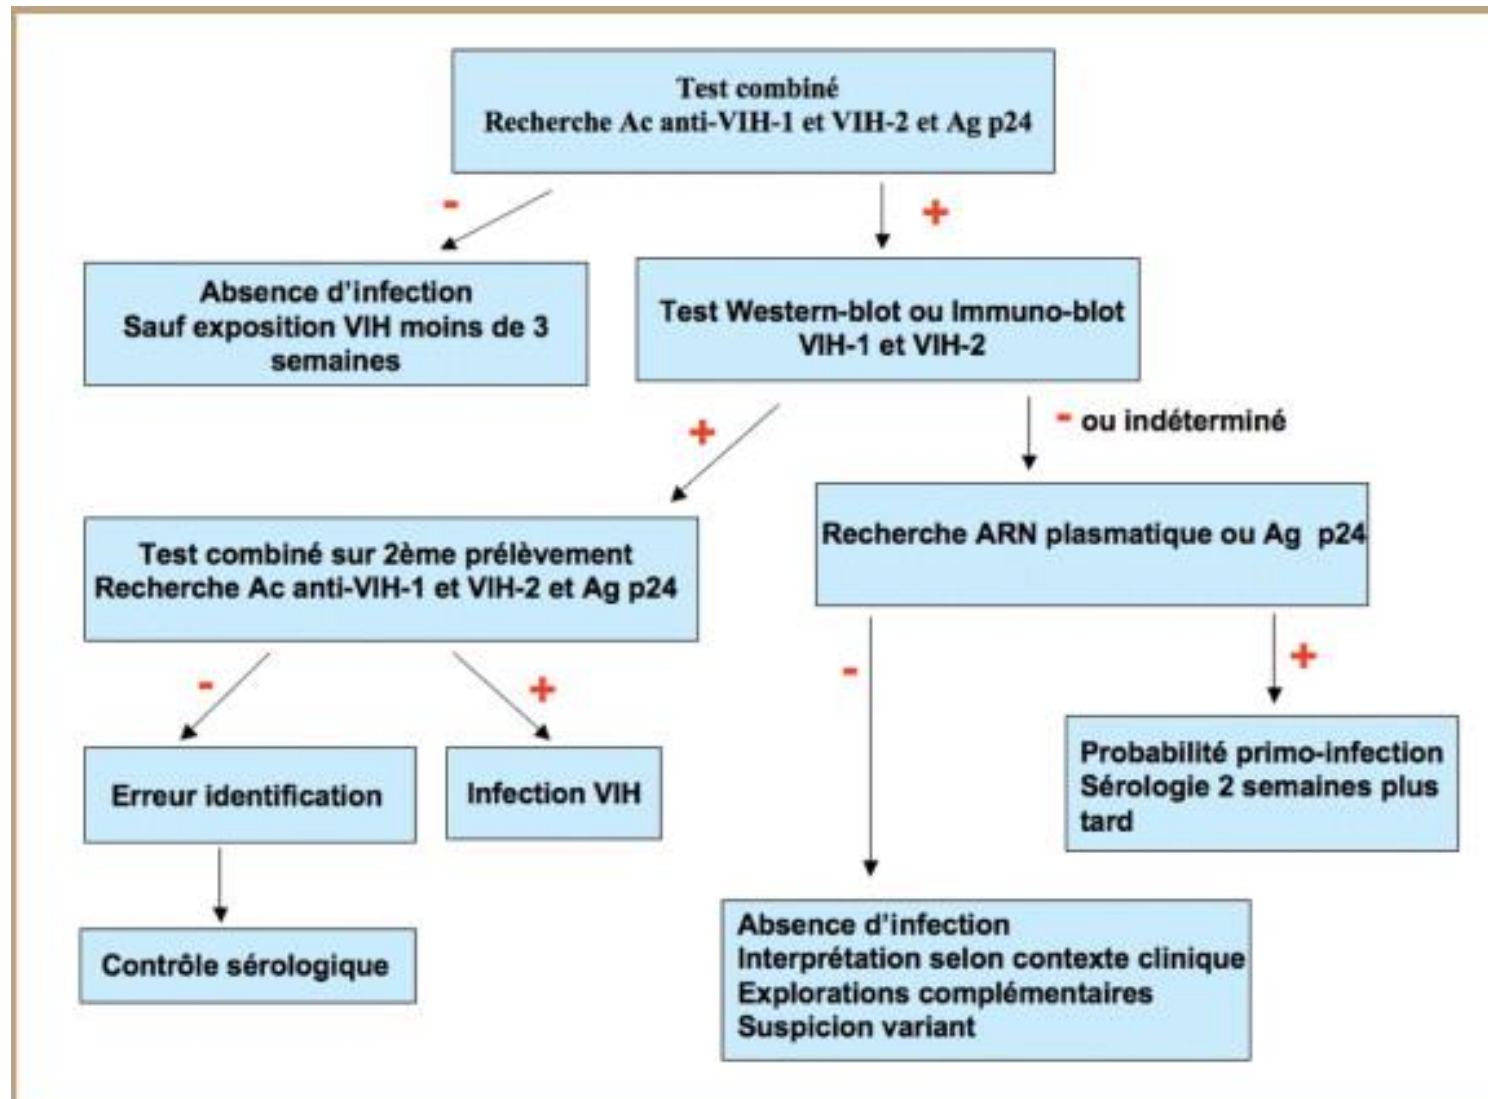 Test combiné
Recherche Ac anti-VIH-1 et VIH-2 et Ag p24
-
+
Absence d'infection
Sauf exposition VIH moins de 3
semaines
Test Western-blot ou Immuno-blot
VIH-1 et VIH-2
+
- ou indéterminé
Test combiné sur 2ème prélèvement
Recherche Ac anti-VIH-1 et VIH-2 et Ag p24
Recherche ARN plasmatique ou Ag p24
-
+
-
+
Erreur identification
Infection VIH
Probabilité primo-infection
Sérologie 2 semaines plus
tard
Contrôle sérologique
Absence d'infection
Interprétation selon contexte clinique
Explorations complémentaires
Suspicion variant